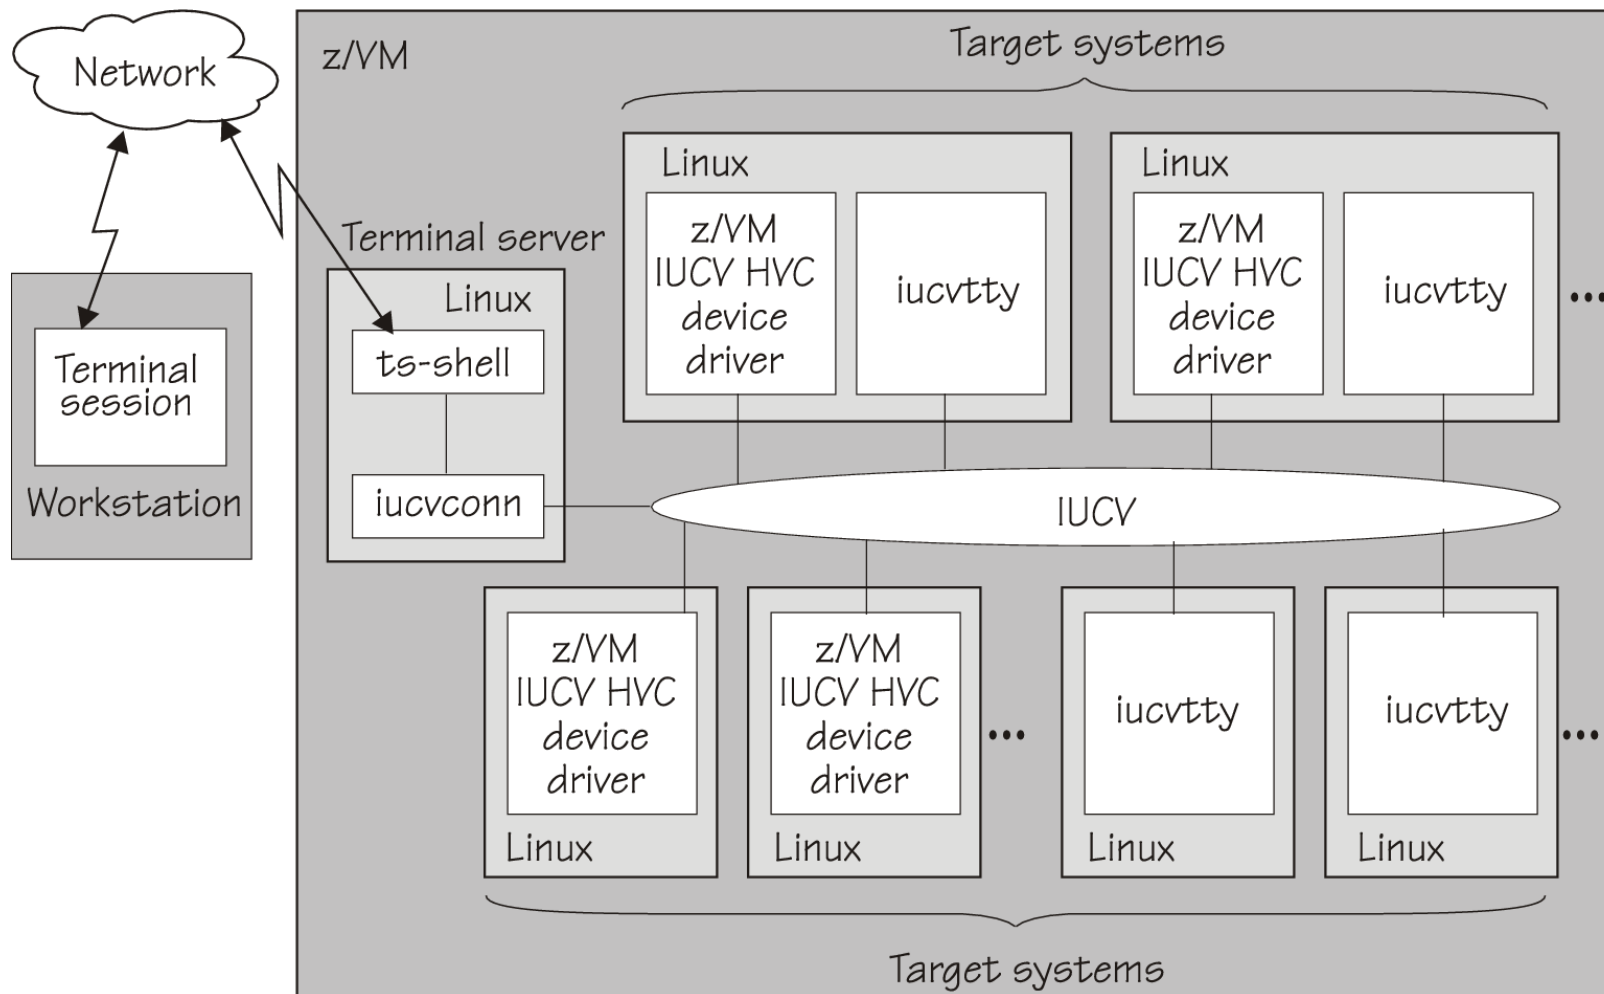 Network
z/VM
Target systems
Linux
z/VM
IUCV HVC
device
driver
iucvtty
Linux
z/VM
IUCV HVC
device
driver
iucvtty
...
Terminal server
Linux
ts-shell
iucvconn
Terminal
session
Workstation
IUCV
z/VM
IUCV HVC
device
driver
Linux
z/VM
IUCV HVC
device
driver
Linux
...
iucvtty
Linux
iucvtty
Linux
...
Target systems